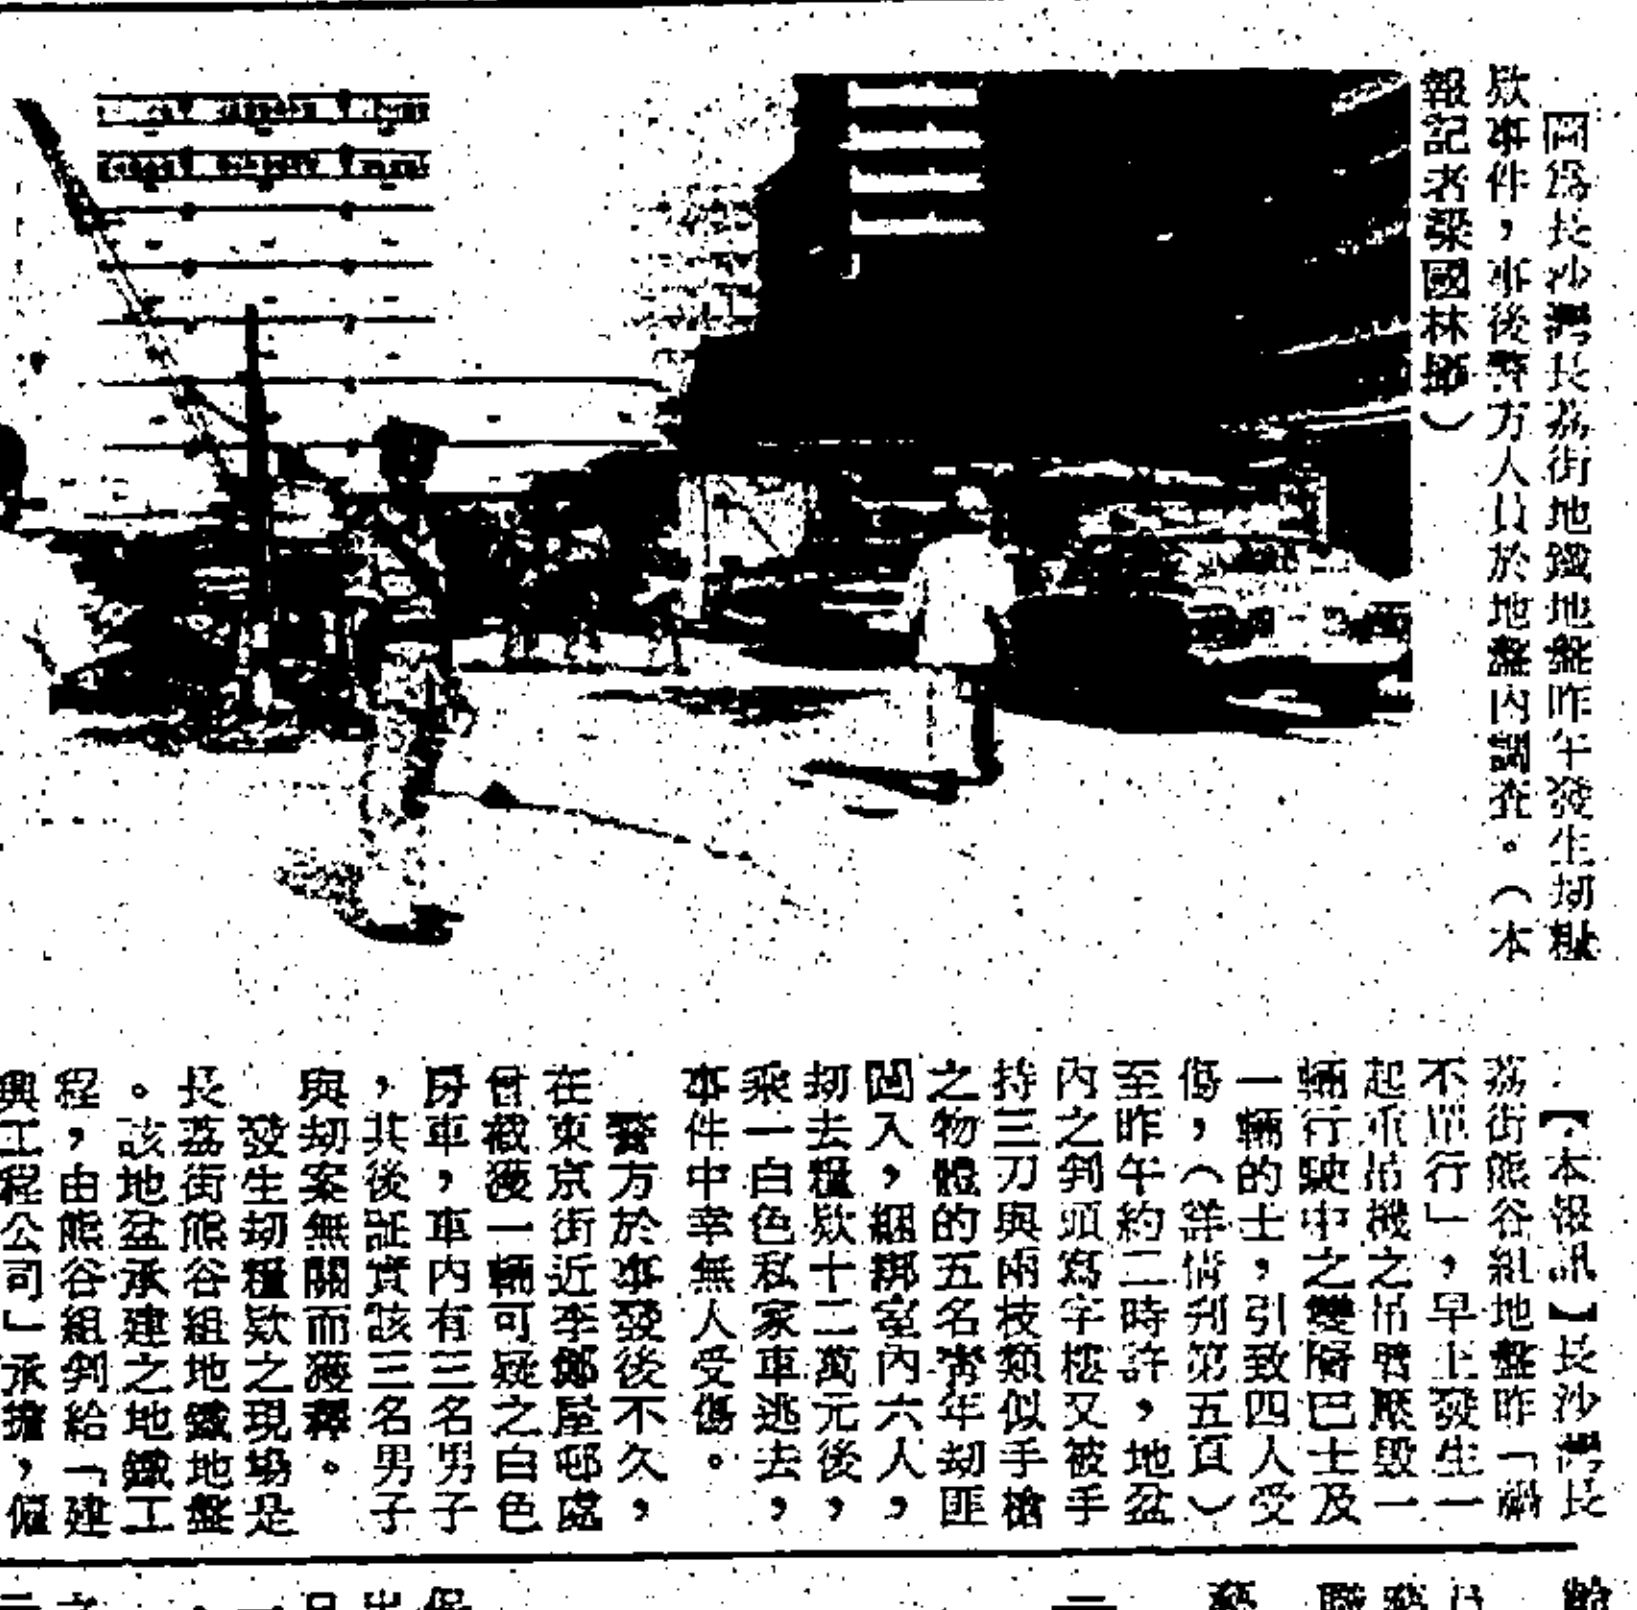 圖爲長沙灣長荔街地鐵地盤昨午發生刼糧
欵事件，事後警方人員於地盤內調查。（本
報記者梁國林攝）
【本報訊】長沙灣長
荔街熊谷組地盤昨「禍
不單行」，早上發生一
起重吊機之吊臂壓毀一
輛行駛中之雙層巴士及
一輛的士，引致四人受
傷，（詳情刋第五頁）
至昨午約二時許，地盆
內之判頭寫字樓又被手
持三刀與兩枝類似手槍
之物體的五名靑年刼匪
闖入，綑綁室內六人，
刼去糧欵十二萬元後，
乘一白色私家車逃去，
事件中幸無人受傷。
警方於事發後不久，
在東京街近李鄭屋邨處
曾截獲一輛可疑之白色
房車，車內有三名男子
，其後証實該三名男子
與刼案無關而獲釋。
發生刼糧欵之現場是
長荔街熊谷組地鐵地盤
。該地盆承建之地鐵工
程，由熊谷組判給「建
興工程公司」承擔，僱